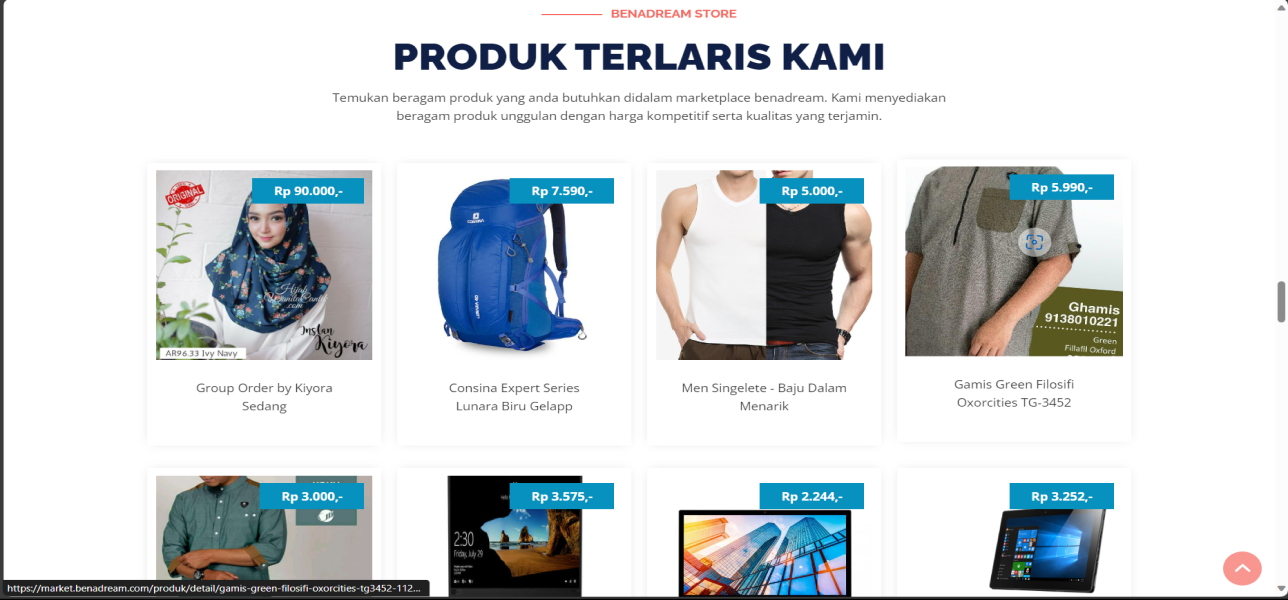 BENADREAM STORE
PRODUK TERLARIS KAMI
Temukan beragam produk yang anda butuhkan didalam marketplace benadream. Kami menyediakan
beragam produk unggulan dengan harga kompetitif serta kualitas yang terjamin.
ORIGINAL
Rp 90.000,-
Hijab
WanitaCantik
.com
Instan
Kiyora
AR96.33 Ivy Navy
Group Order by Kiyora
Sedang
Rp 7.590,-
CONSINA
Consina Expert Series
Lunara Biru Gelapp
Rp 5.000,-
Men Singelete - Baju Dalam
Menarik
Rp 5.990,-
Ghamis
9138010221
Green
Fillafil Oxford
Gamis Green Filosifi
Oxorcities TG-3452
Rp 3.000,-
Rp 3.575,-
2:30
Friday, July 29
Rp 2.244,-
Rp 3.252,-
https://market.benadream.com/produk/detail/gamis-green-filosifi-oxorcities-tg3452-112...